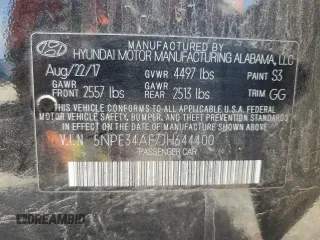 MANUFACTURED BY
HYUNDAI MOTOR MANUFACTURING ALABAMA, LLC
Aug/22/17 GVWR 4497 lbs PAINT S3
GAWR FRONT 2557 lbs GAWR REAR 2513 lbs TRIM GG
THIS VEHICLE CONFORMS TO ALL APPLICABLE U.S. FEDERAL
MOTOR VEHICLE SAFETY, BUMPER, AND THEFT PREVENTION
STANDARDS IN EFFECT ON THE DATE OF MANUFACTURE SHOWN ABOVE.
V.I.N
PASSENGER CAR
IDREAMBID